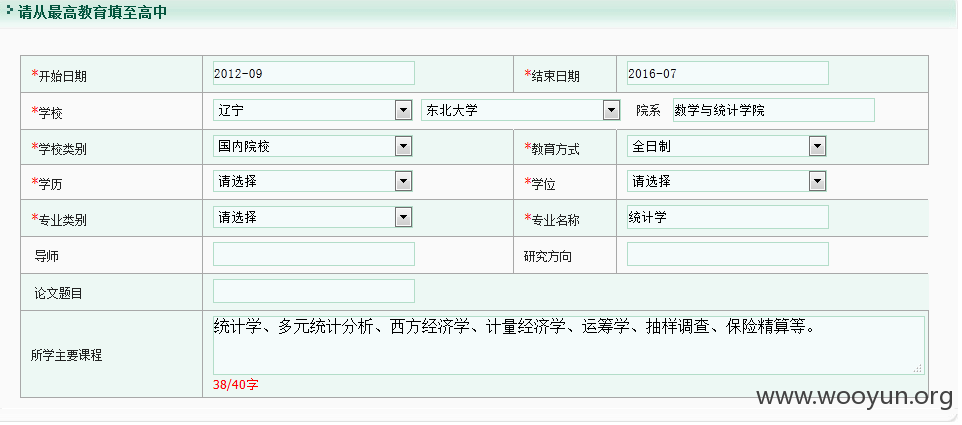 请从最高教育填至高中
*开始日期 2012-09 *结束日期 2016-07
*学校 辽宁 东北大学 院系 数学与统计学院
*学校类别 国内院校 *教育方式 全日制
*学历 请选择 *学位 请选择
*专业类别 请选择 *专业名称 统计学
导师 研究方向
论文题目
统计学、多元统计分析、西方经济学、计量经济学、运筹学、抽样调查、保险精算等。
所学主要课程
38/40字
www.wooyun.org